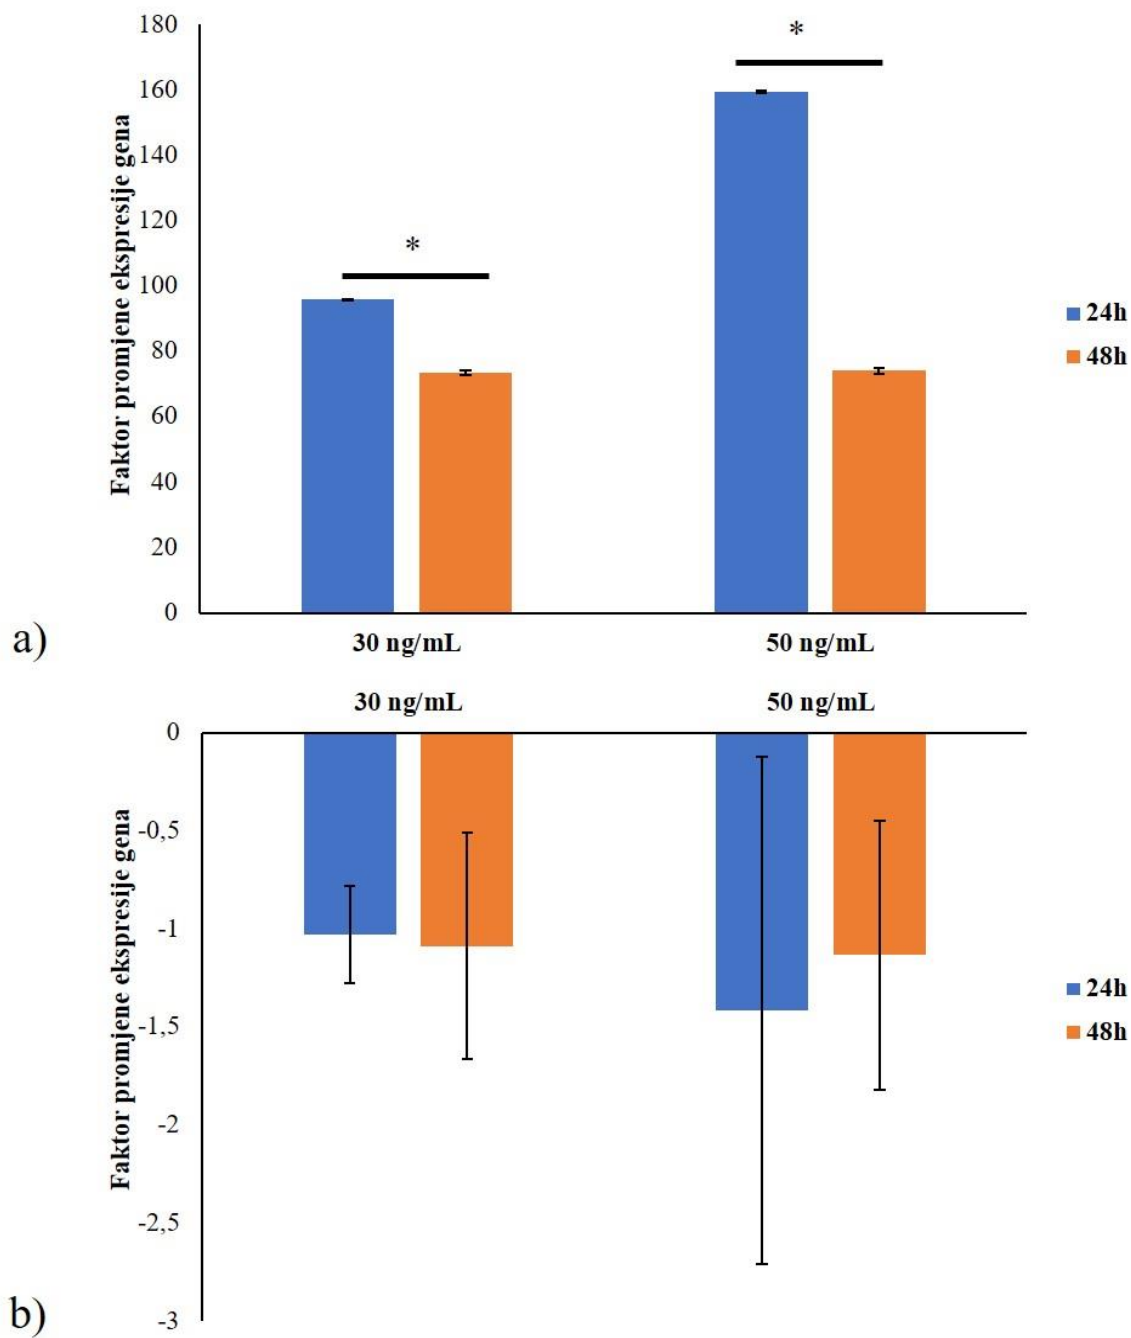 180
160
140
120
100
80
60
40
20
0
Faktor promjene ekspresije gena
*
*
24h
48h
30 ng/mL
50 ng/mL
a)
30 ng/mL
50 ng/mL
0
-0,5
-1
-1,5
-2
-2,5
-3
Faktor promjene ekspresije gena
24h
48h
b)